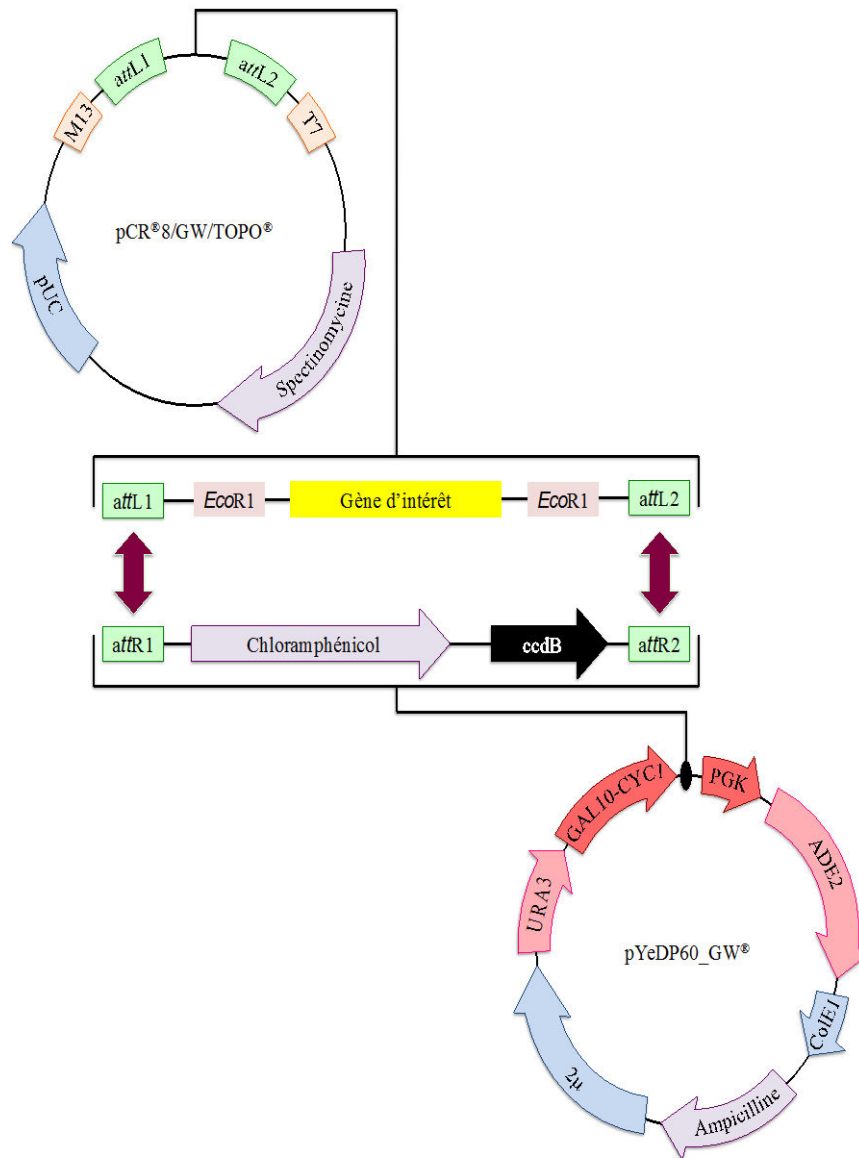 attL1
attL2
M13
T7
pCR®8/GW/TOPO®
pUC
Spectinomycine
attL1
EcoR1
Gène d'intérêt
EcoR1
attL2
attR1
Chloramphénicol
ccdB
attR2
GAL10-CYC1
PGK
URA3
ADE2
pYeDP60_GW®
ColE1
2µ
Ampicilline